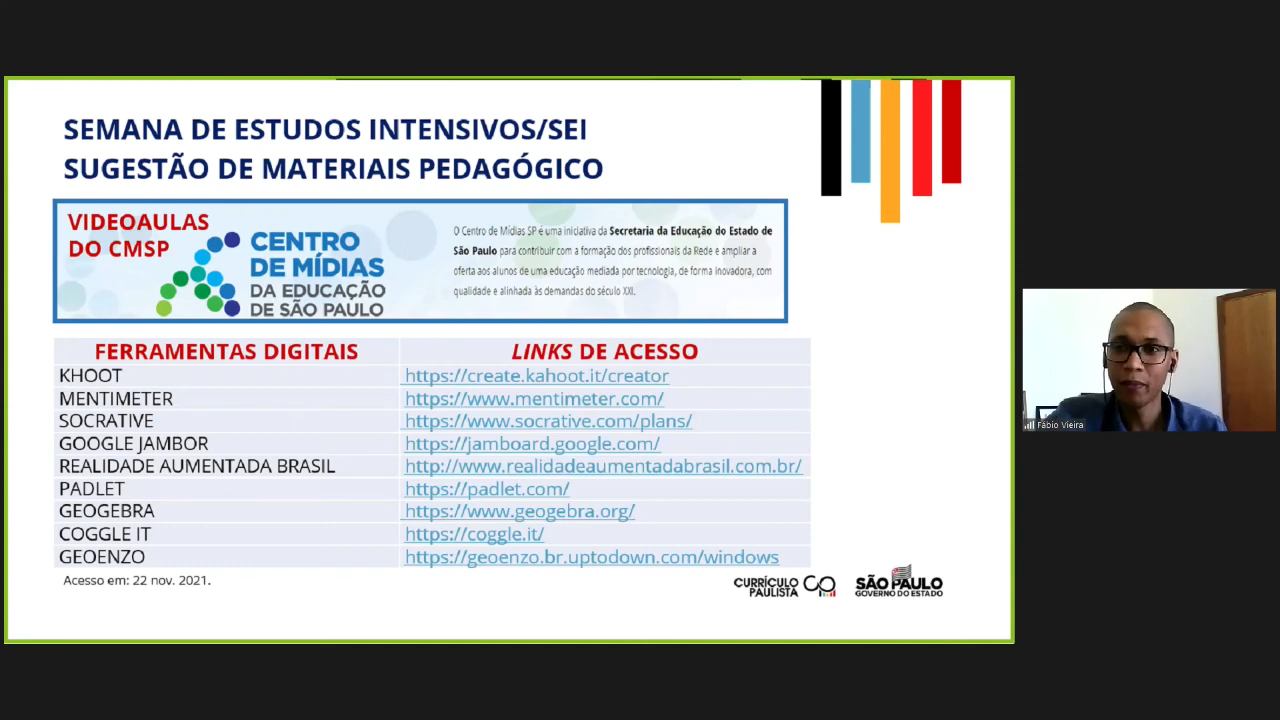 SEMANA DE ESTUDOS INTENSIVOS/SEI
SUGESTÃO DE MATERIAIS PEDAGÓGICO
VIDEOAULAS
DO CMSP
CENTRO
DE MÍDIAS
DA EDUCAÇÃO
DE SÃO PAULO
O Centro de Mídias SP é uma iniciativa da Secretaria da Educação do Estado de
São Paulo para contribuir com a formação dos profissionais da Rede e ampliar a
oferta aos alunos de uma educação mediada por tecnologia, de forma inovadora, com
qualidade e alinhada às demandas do século XXI.
FERRAMENTAS DIGITAIS LINKS DE ACESSO
KHOOT https://create.kahoot.it/creator
MENTIMETER https://www.mentimeter.com/
SOCRATIVE https://www.socrative.com/plans/
GOOGLE JAMBOR https://jamboard.google.com/
REALIDADE AUMENTADA BRASIL http://www.realidadeaumentadabrasil.com.br/
PADLET https://padlet.com/
GEOGEBRA https://www.geogebra.org/
COGGLE IT https://coggle.it/
GEOENZO https://geoenzo.br.uptodown.com/windows
Acesso em: 22 nov. 2021.
CURRÍCULO
PAULISTA
SÃO PAULO
GOVERNO DO ESTADO
Fábio Vieira